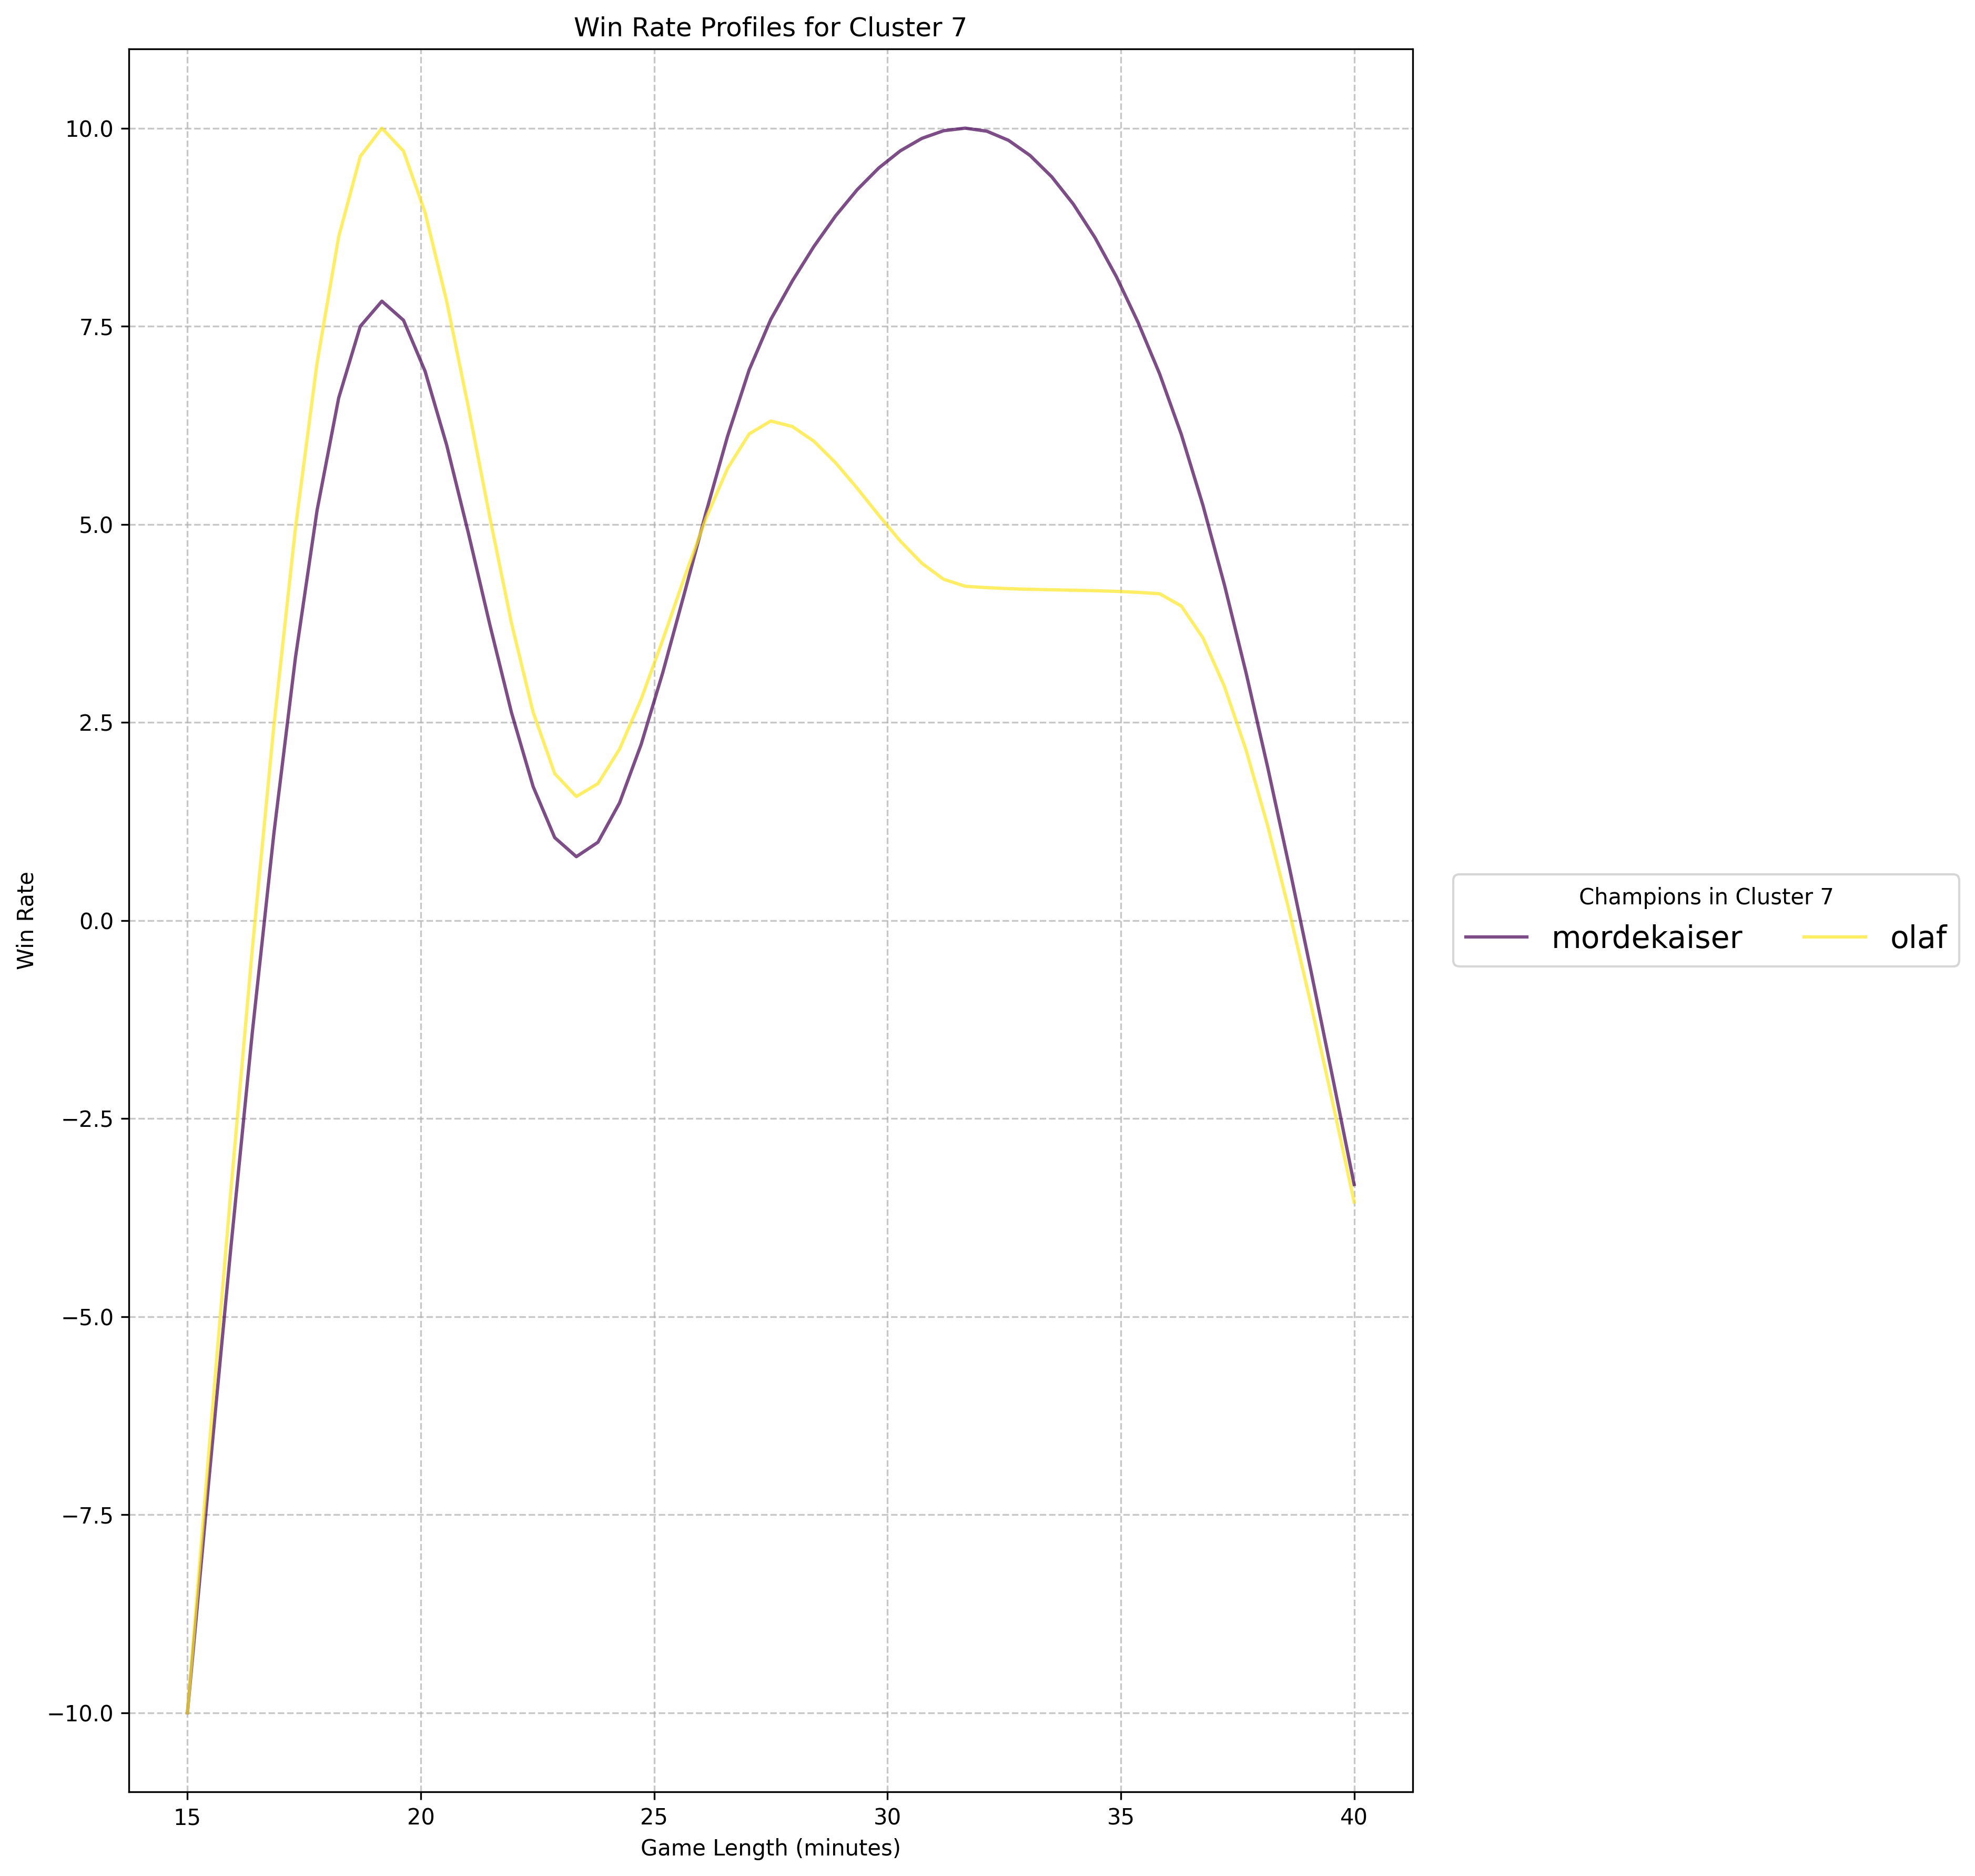 Win Rate Profiles for Cluster 7
Win Rate
10.0
7.5
5.0
2.5
0.0
−2.5
−5.0
−7.5
−10.0
15 20 25 30 35 40
Game Length (minutes)
Champions in Cluster 7
mordekaiser olaf